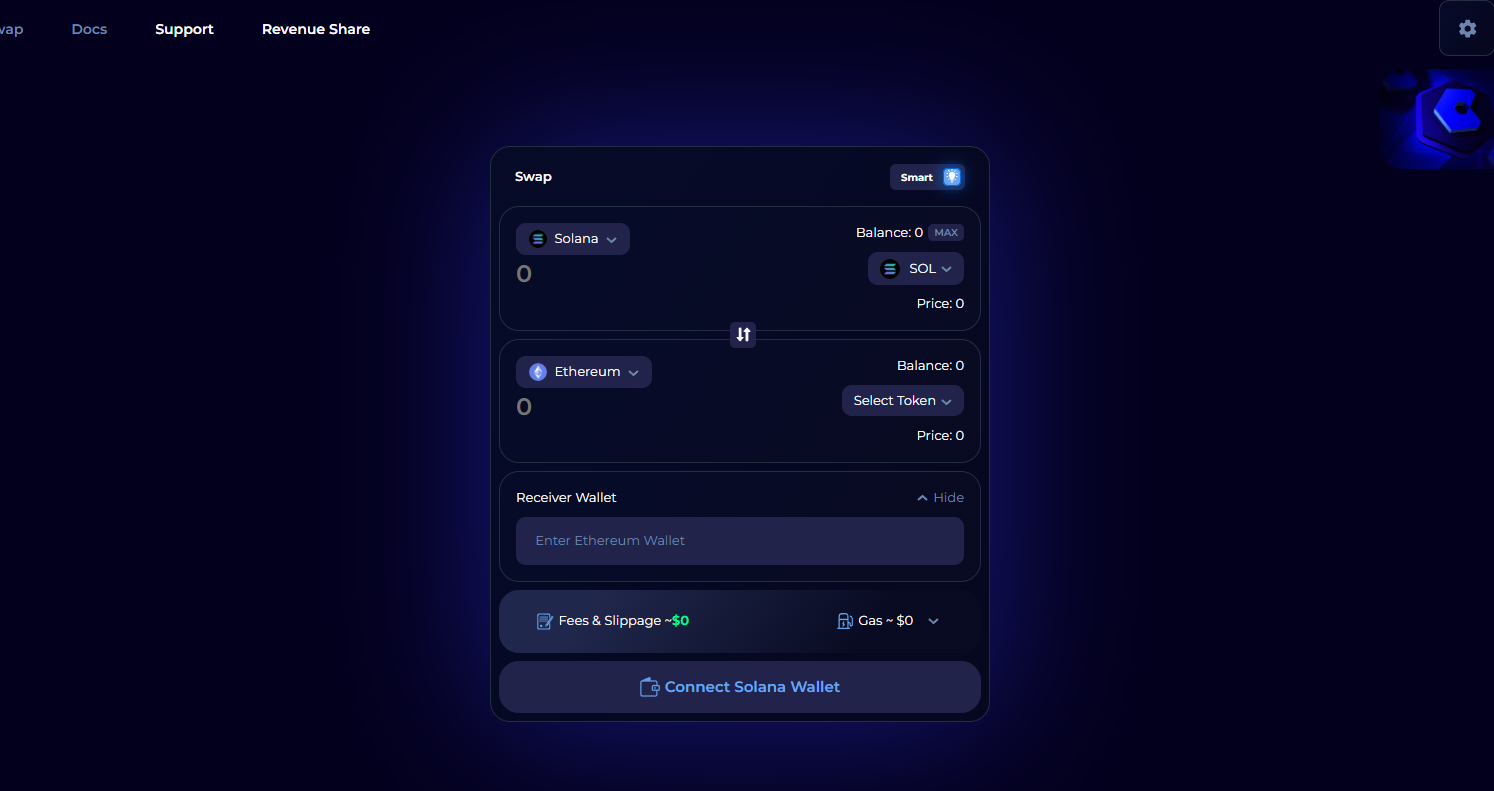 Docs Support Revenue Share
Swap Smart
Solana Balance: 0 MAX
0 SOL
Price: 0
Ethereum Balance: 0
0 Select Token
Price: 0
Receiver Wallet Hide
Enter Ethereum Wallet
Fees & Slippage ~$0 Gas ~ $0
Connect Solana Wallet